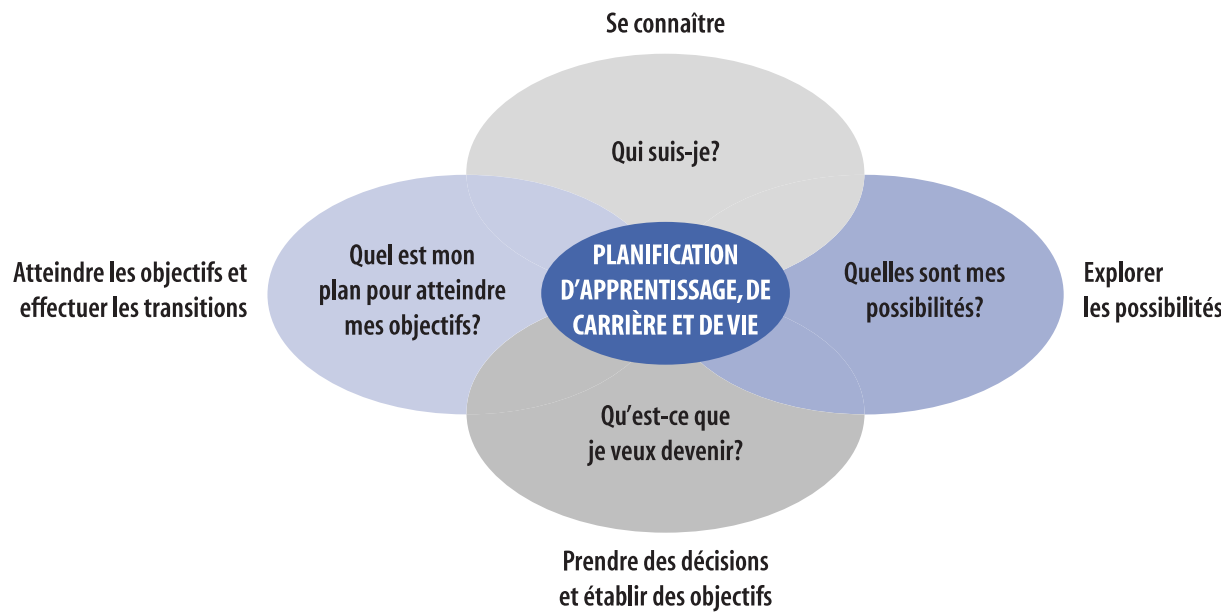 Se connaître
Qui suis-je?
Atteindre les objectifs et
effectuer les transitions
Quel est mon
plan pour atteindre
mes objectifs?
PLANIFICATION
D'APPRENTISSAGE, DE
CARRIÈRE ET DE VIE
Quelles sont mes
possibilités?
Explorer
les possibilités
Qu'est-ce que
je veux devenir?
Prendre des décisions
et établir des objectifs